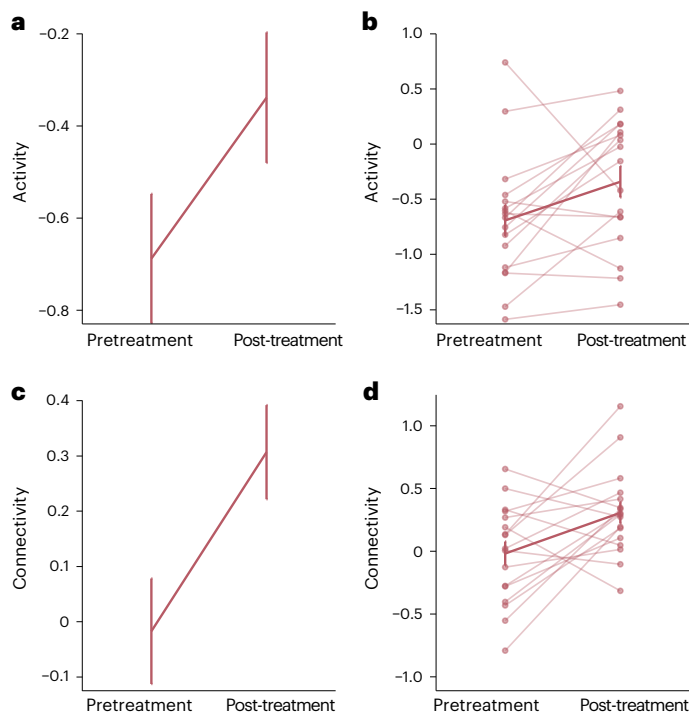 a
−0.2
−0.4
−0.6
−0.8
Activity
Pretreatment Post-treatment
b
1.0
0.5
0
−0.5
−1.0
−1.5
Activity
Pretreatment Post-treatment
c
0.4
0.3
0.2
0.1
0
−0.1
Connectivity
Pretreatment Post-treatment
d
1.0
0.5
0
−0.5
−1.0
Connectivity
Pretreatment Post-treatment